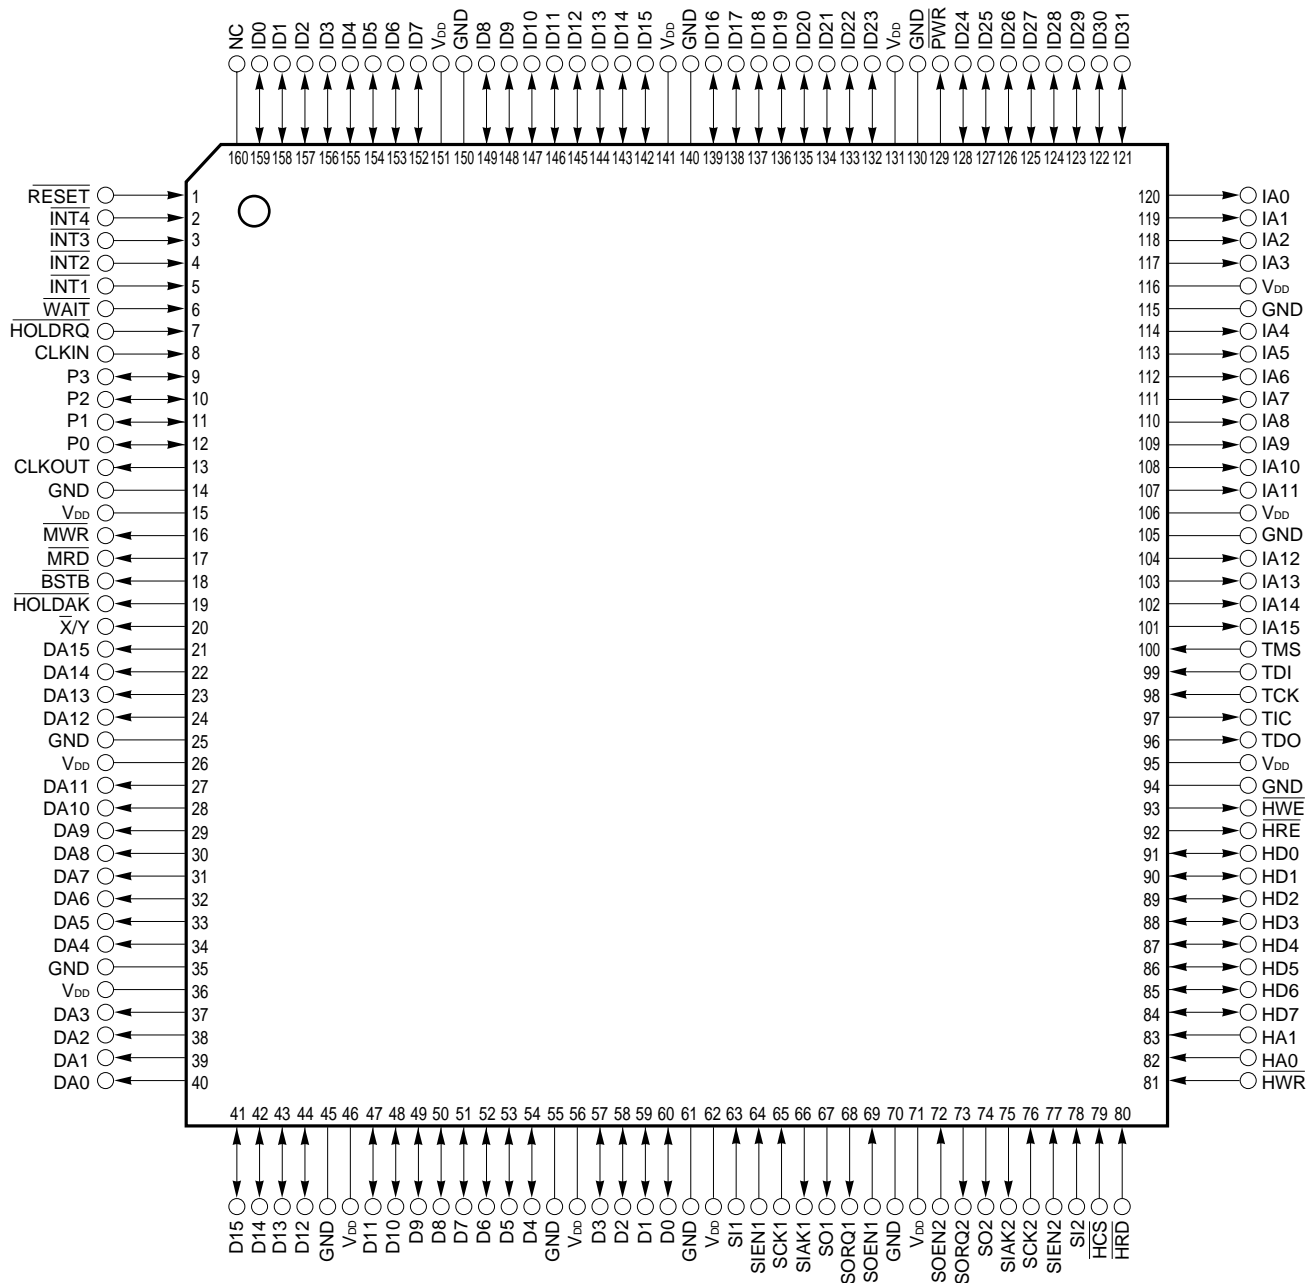 NC ID0 ID1 ID2 ID3 ID4 ID5 ID6 ID7 VDD GND ID8 ID9 ID10 ID11 ID12 ID13 ID14 ID15 VDD GND ID16 ID17 ID18 ID19 ID20 ID21 ID22 ID23 VDD GND PWR ID24 ID25 ID26 ID27 ID28 ID29 ID30 ID31
160 159 158 157 156 155 154 153 152 151 150 149 148 147 146 145 144 143 142 141 140 139 138 137 136 135 134 133 132 131 130 129 128 127 126 125 124 123 122 121
RESET 1 120 IA0
INT4 2 119 IA1
INT3 3 118 IA2
INT2 4 117 IA3
INT1 5 116 VDD
WAIT 6 115 GND
HOLDRQ 7 114 IA4
CLKIN 8 113 IA5
P3 9 112 IA6
P2 10 111 IA7
P1 11 110 IA8
P0 12 109 IA9
CLKOUT 13 108 IA10
GND 14 107 IA11
VDD 15 106 VDD
MWR 16 105 GND
MRD 17 104 IA12
BSTB 18 103 IA13
HOLDAK 19 102 IA14
X/Y 20 101 IA15
DA15 21 100 TMS
DA14 22 99 TDI
DA13 23 98 TCK
DA12 24 97 TIC
GND 25 96 TDO
VDD 26 95 VDD
DA11 27 94 GND
DA10 28 93 HWE
DA9 29 92 HRE
DA8 30 91 HD0
DA7 31 90 HD1
DA6 32 89 HD2
DA5 33 88 HD3
DA4 34 87 HD4
GND 35 86 HD5
VDD 36 85 HD6
DA3 37 84 HD7
DA2 38 83 HA1
DA1 39 82 HA0
DA0 40 81 HWR
41 42 43 44 45 46 47 48 49 50 51 52 53 54 55 56 57 58 59 60 61 62 63 64 65 66 67 68 69 70 71 72 73 74 75 76 77 78 79 80
D15 D14 D13 D12 GND VDD D11 D10 D9 D8 D7 D6 D5 D4 GND VDD D3 D2 D1 D0 GND VDD SI1 SIEN1 SCK1 SIAK1 SO1 SORQ1 SOEN1 GND VDD SOEN2 SORQ2 SO2 SIAK2 SCK2 SIEN2 SI2 HCS HRD